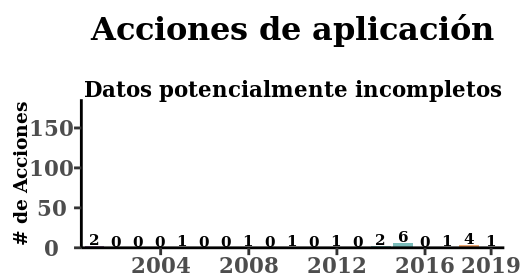 Acciones de aplicación
Datos potencialmente incompletos
# de Acciones
150
100
50
0
2 0 0 0 1 0 0 1 0 1 0 1 0 2 6 0 1 4 1
2004 2008 2012 2016 2019